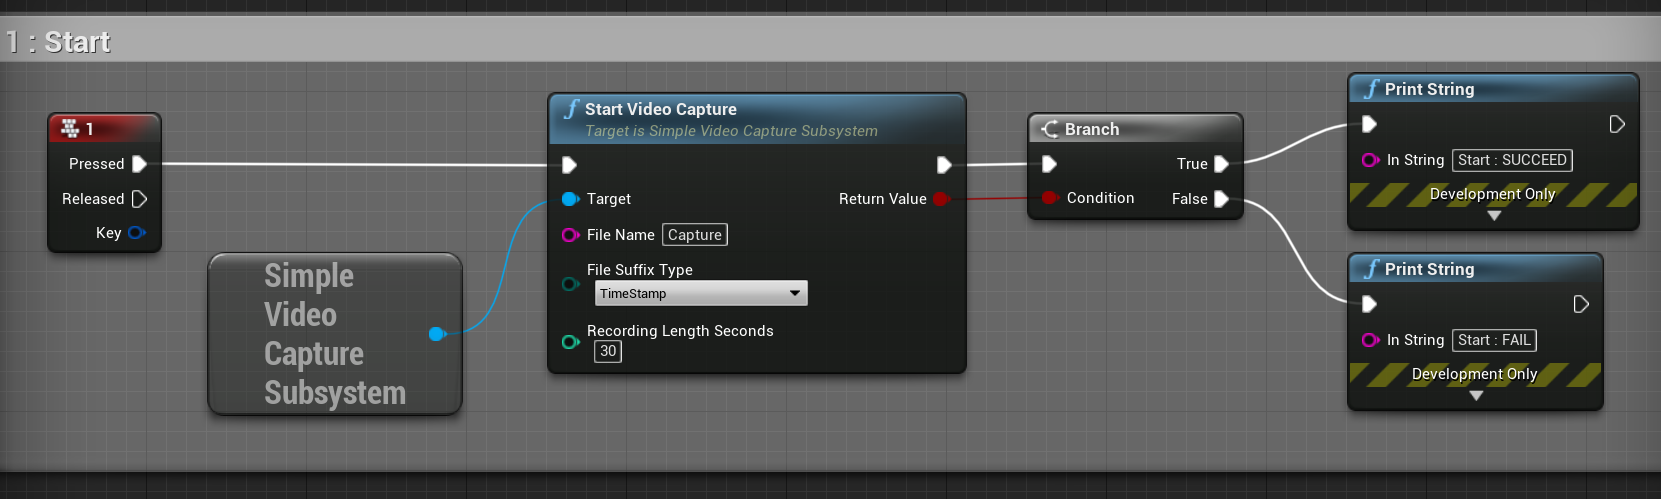 1 : Start
1
Pressed
Released
Key
Simple
Video
Capture
Subsystem
Start Video Capture
Target is Simple Video Capture Subsystem
Target
Return Value
File Name Capture
File Suffix Type
TimeStamp
Recording Length Seconds
30
Branch
True
Condition
False
Print String
In String Start : SUCCEED
Development Only
Print String
In String Start : FAIL
Development Only